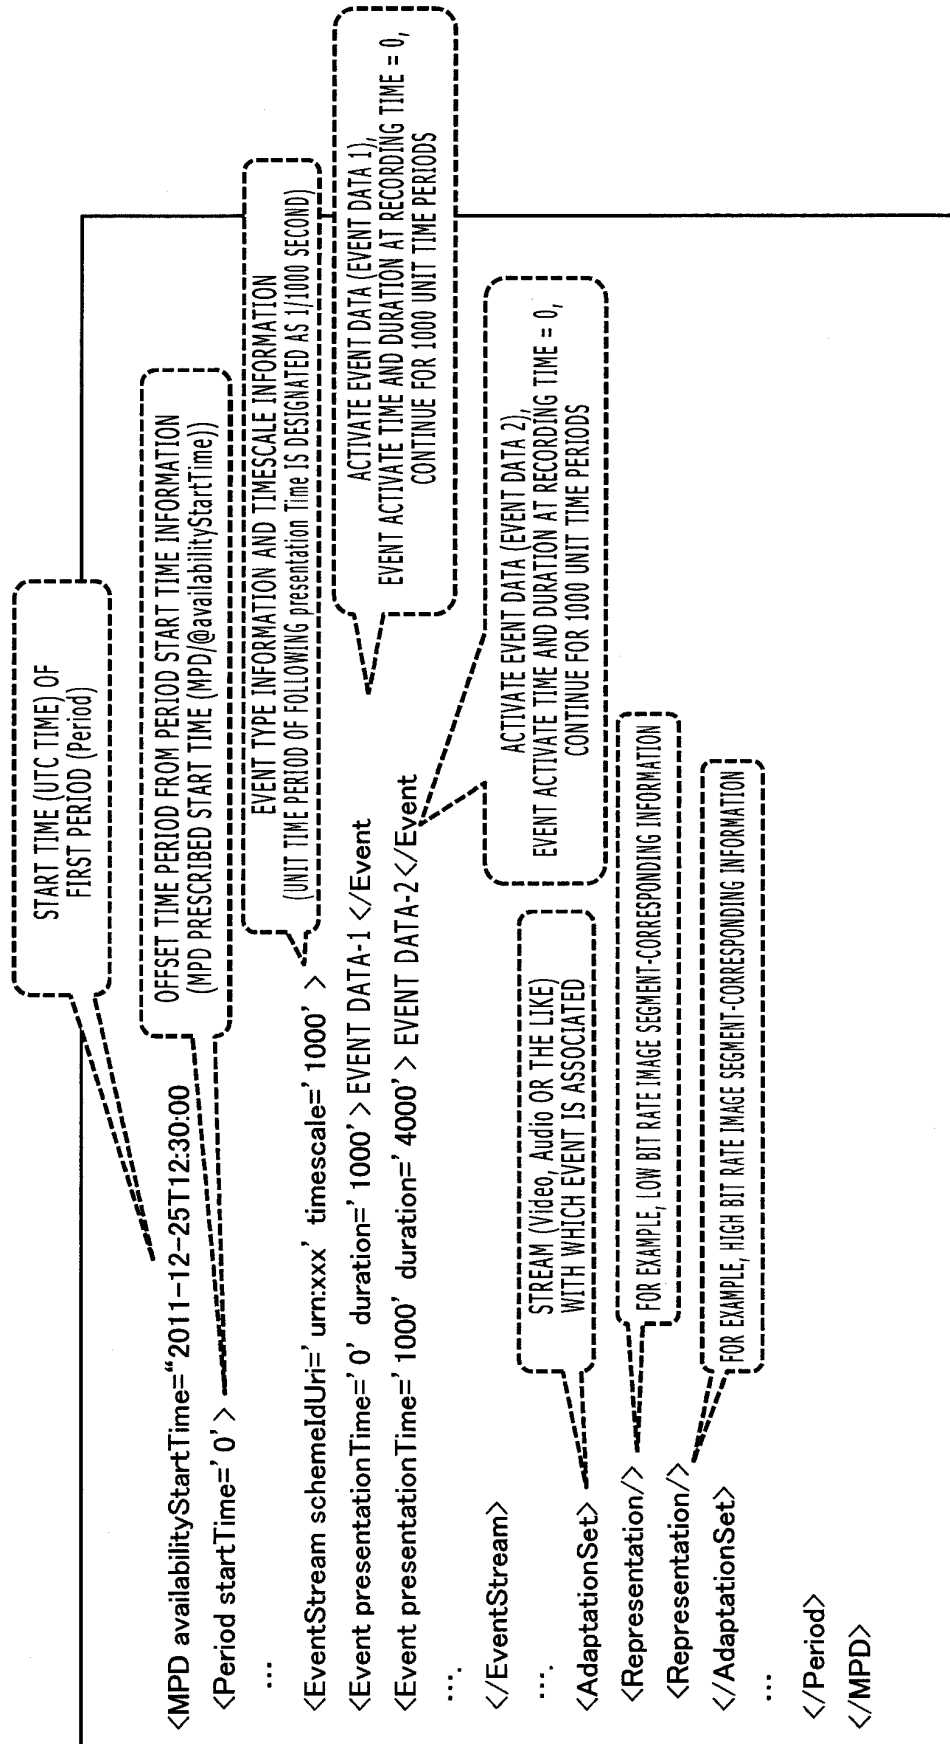 START TIME (UTC TIME) OF
FIRST PERIOD (Period)
<MPD availabilityStartTime="2011-12-25T12:30:00
OFFSET TIME PERIOD FROM PERIOD START TIME INFORMATION
(MPD PRESCRIBED START TIME (MPD/@availabilityStartTime))
<Period startTime='0'>
...
EVENT TYPE INFORMATION AND TIMESCALE INFORMATION
(UNIT TIME PERIOD OF FOLLOWING presentation Time IS DESIGNATED AS 1/1000 SECOND)
<EventStream schemeIdUri='urn:xxx' timescale='1000' >
ACTIVATE EVENT DATA (EVENT DATA 1),
EVENT ACTIVATE TIME AND DURATION AT RECORDING TIME = 0,
CONTINUE FOR 1000 UNIT TIME PERIODS
<Event presentationTime='0' duration='1000'> EVENT DATA-1 </Event
<Event presentationTime='1000' duration='4000'> EVENT DATA-2 </Event
ACTIVATE EVENT DATA (EVENT DATA 2),
EVENT ACTIVATE TIME AND DURATION AT RECORDING TIME = 0,
CONTINUE FOR 1000 UNIT TIME PERIODS
....
</EventStream>
....
STREAM (Video, Audio OR THE LIKE)
WITH WHICH EVENT IS ASSOCIATED
<AdaptationSet>
FOR EXAMPLE, LOW BIT RATE IMAGE SEGMENT-CORRESPONDING INFORMATION
<Representation/>
<Representation/>
FOR EXAMPLE, HIGH BIT RATE IMAGE SEGMENT-CORRESPONDING INFORMATION
</AdaptationSet>
...
</Period>
</MPD>